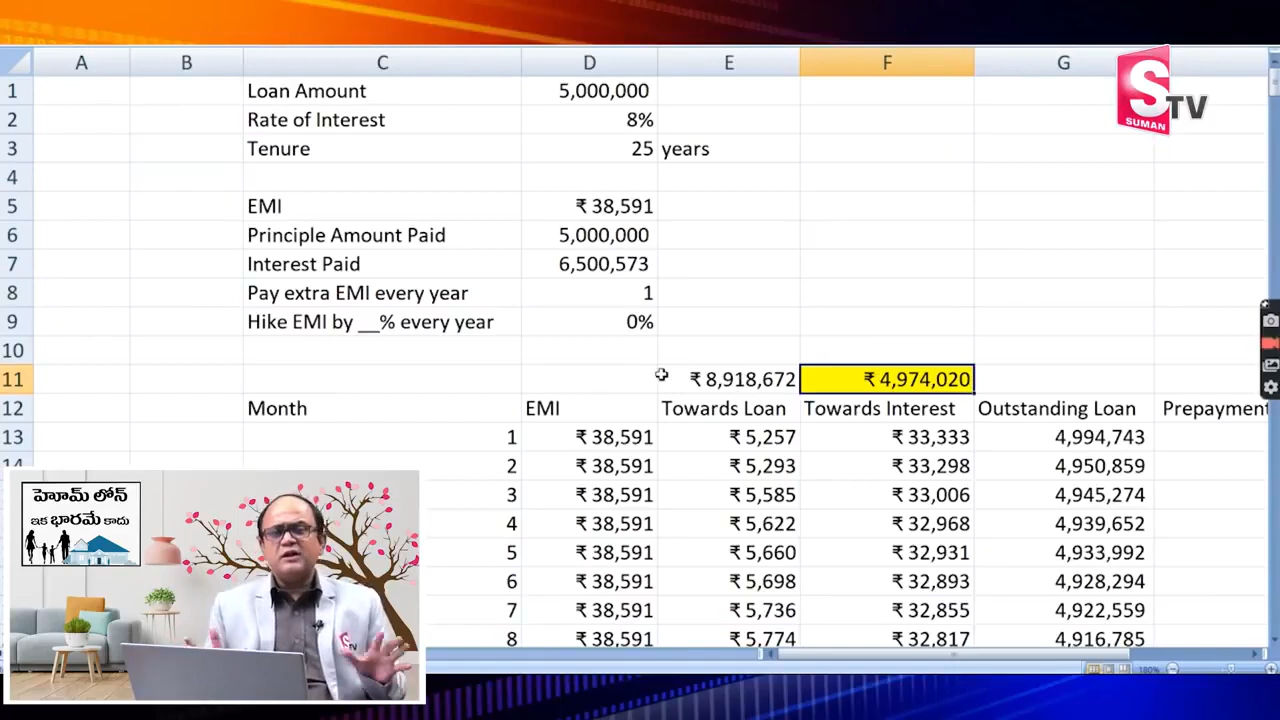 S TV
SUMAN
A B C D E F G
1 Loan Amount 5,000,000
2 Rate of Interest 8%
3 Tenure 25 years
4
5 EMI ₹ 38,591
6 Principle Amount Paid 5,000,000
7 Interest Paid 6,500,573
8 Pay extra EMI every year 1
9 Hike EMI by __% every year 0%
10
11 ₹ 8,918,672 ₹ 4,974,020
12 Month EMI Towards Loan Towards Interest Outstanding Loan Prepayment
13 1 ₹ 38,591 ₹ 5,257 ₹ 33,333 4,994,743
14 2 ₹ 38,591 ₹ 5,293 ₹ 33,298 4,950,859
3 ₹ 38,591 ₹ 5,585 ₹ 33,006 4,945,274
4 ₹ 38,591 ₹ 5,622 ₹ 32,968 4,939,652
5 ₹ 38,591 ₹ 5,660 ₹ 32,931 4,933,992
6 ₹ 38,591 ₹ 5,698 ₹ 32,893 4,928,294
7 ₹ 38,591 ₹ 5,736 ₹ 32,855 4,922,559
8 ₹ 38,591 ₹ 5,774 ₹ 32,817 4,916,785
హెూమ్ లోన్
ఇక భారమే కాదు
S TV
180%